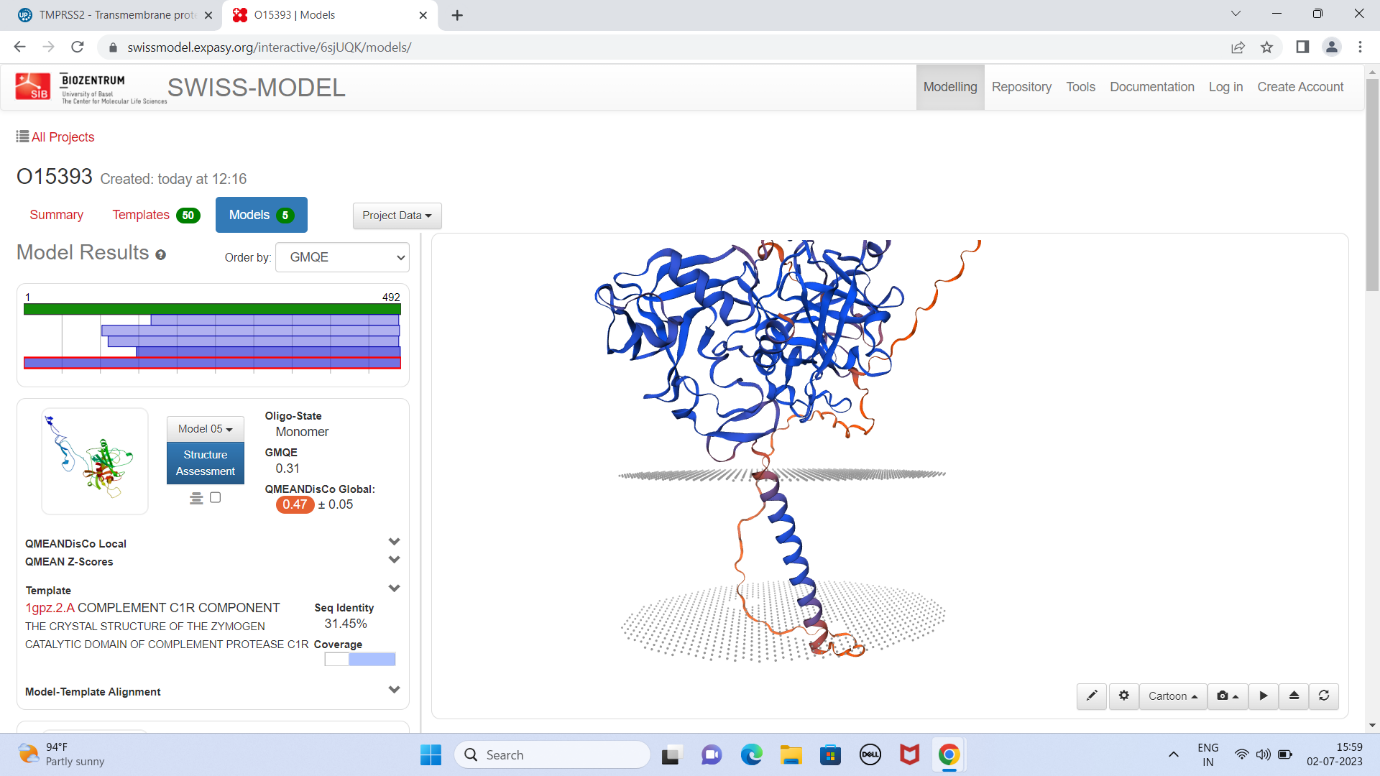 TMPRSS2 - Transmembrane prot
O15393 | Models
swissmodel.expasy.org/interactive/6sjUQK/models/
SIB
BIOZENTRUM
University of Basel
The Center for Molecular Life Sciences
SWISS-MODEL
Modelling Repository Tools Documentation Log in Create Account
All Projects
O15393 Created: today at 12:16
Summary Templates 50 Models 5 Project Data
Model Results
Order by: GMQE
1 492
Model 05
Structure
Assessment
Oligo-State
Monomer
GMQE
0.31
QMEANDisCo Global:
0.47 ± 0.05
QMEANDisCo Local
QMEAN Z-Scores
Template
1gpz.2.A COMPLEMENT C1R COMPONENT
THE CRYSTAL STRUCTURE OF THE ZYMOGEN
CATALYTIC DOMAIN OF COMPLEMENT PROTEASE C1R
Seq Identity
31.45%
Coverage
Model-Template Alignment
Cartoon
94°F
Partly sunny
Search
DELL
ENG
IN
15:59
02-07-2023